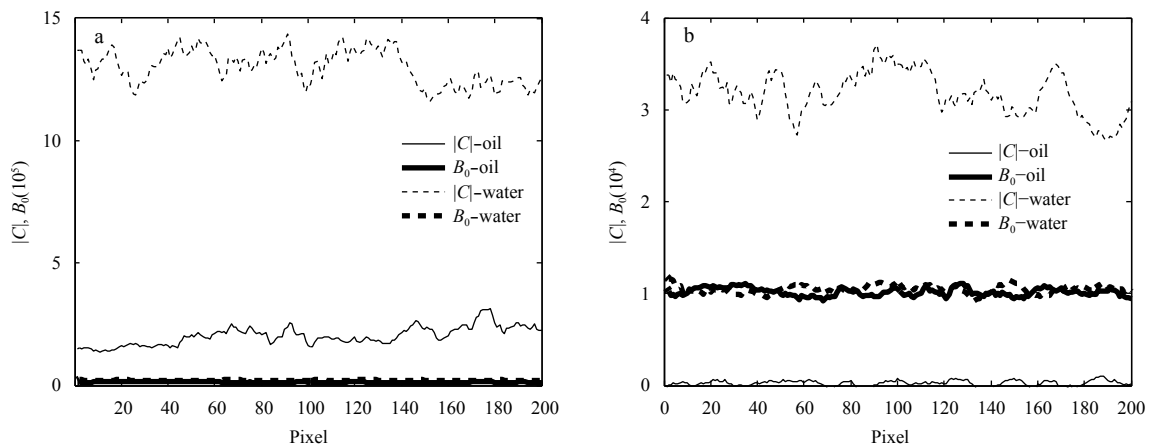 a
15
10
5
0
|C|, B₀(10⁵)
|C|-oil
B₀-oil
|C|-water
B₀-water
20 40 60 80 100 120 140 160 180 200
Pixel
b
4
3
2
1
0
|C|, B₀(10⁴)
|C|-oil
B₀-oil
|C|-water
B₀-water
0 20 40 60 80 100 120 140 160 180 200
Pixel